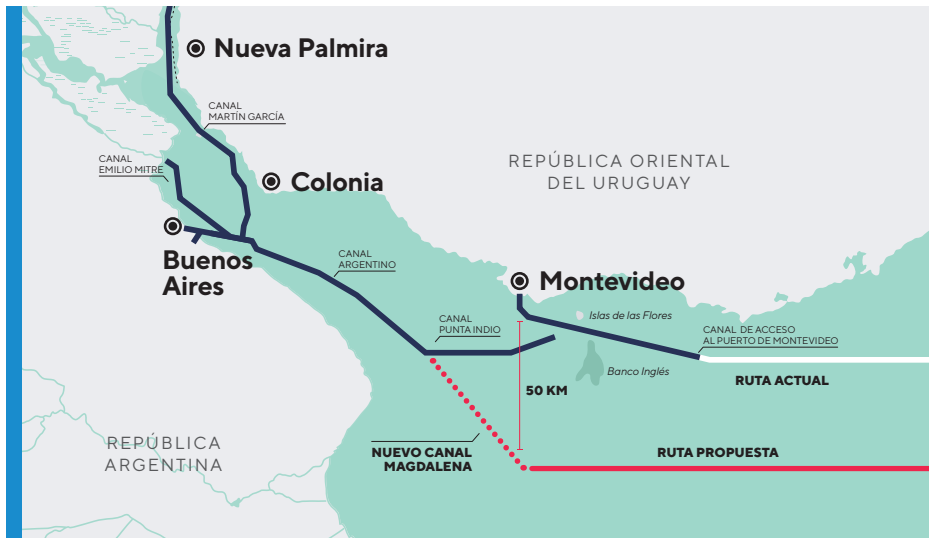 Nueva Palmira
CANAL
MARTÍN GARCÍA
CANAL
EMILIO MITRE
REPÚBLICA ORIENTAL
DEL URUGUAY
Colonia
Buenos
Aires
CANAL
ARGENTINO
Montevideo
Islas de las Flores
CANAL
PUNTA INDIO
CANAL DE ACCESO
AL PUERTO DE MONTEVIDEO
Banco Inglés
RUTA ACTUAL
50 KM
REPÚBLICA
ARGENTINA
NUEVO CANAL
MAGDALENA
RUTA PROPUESTA